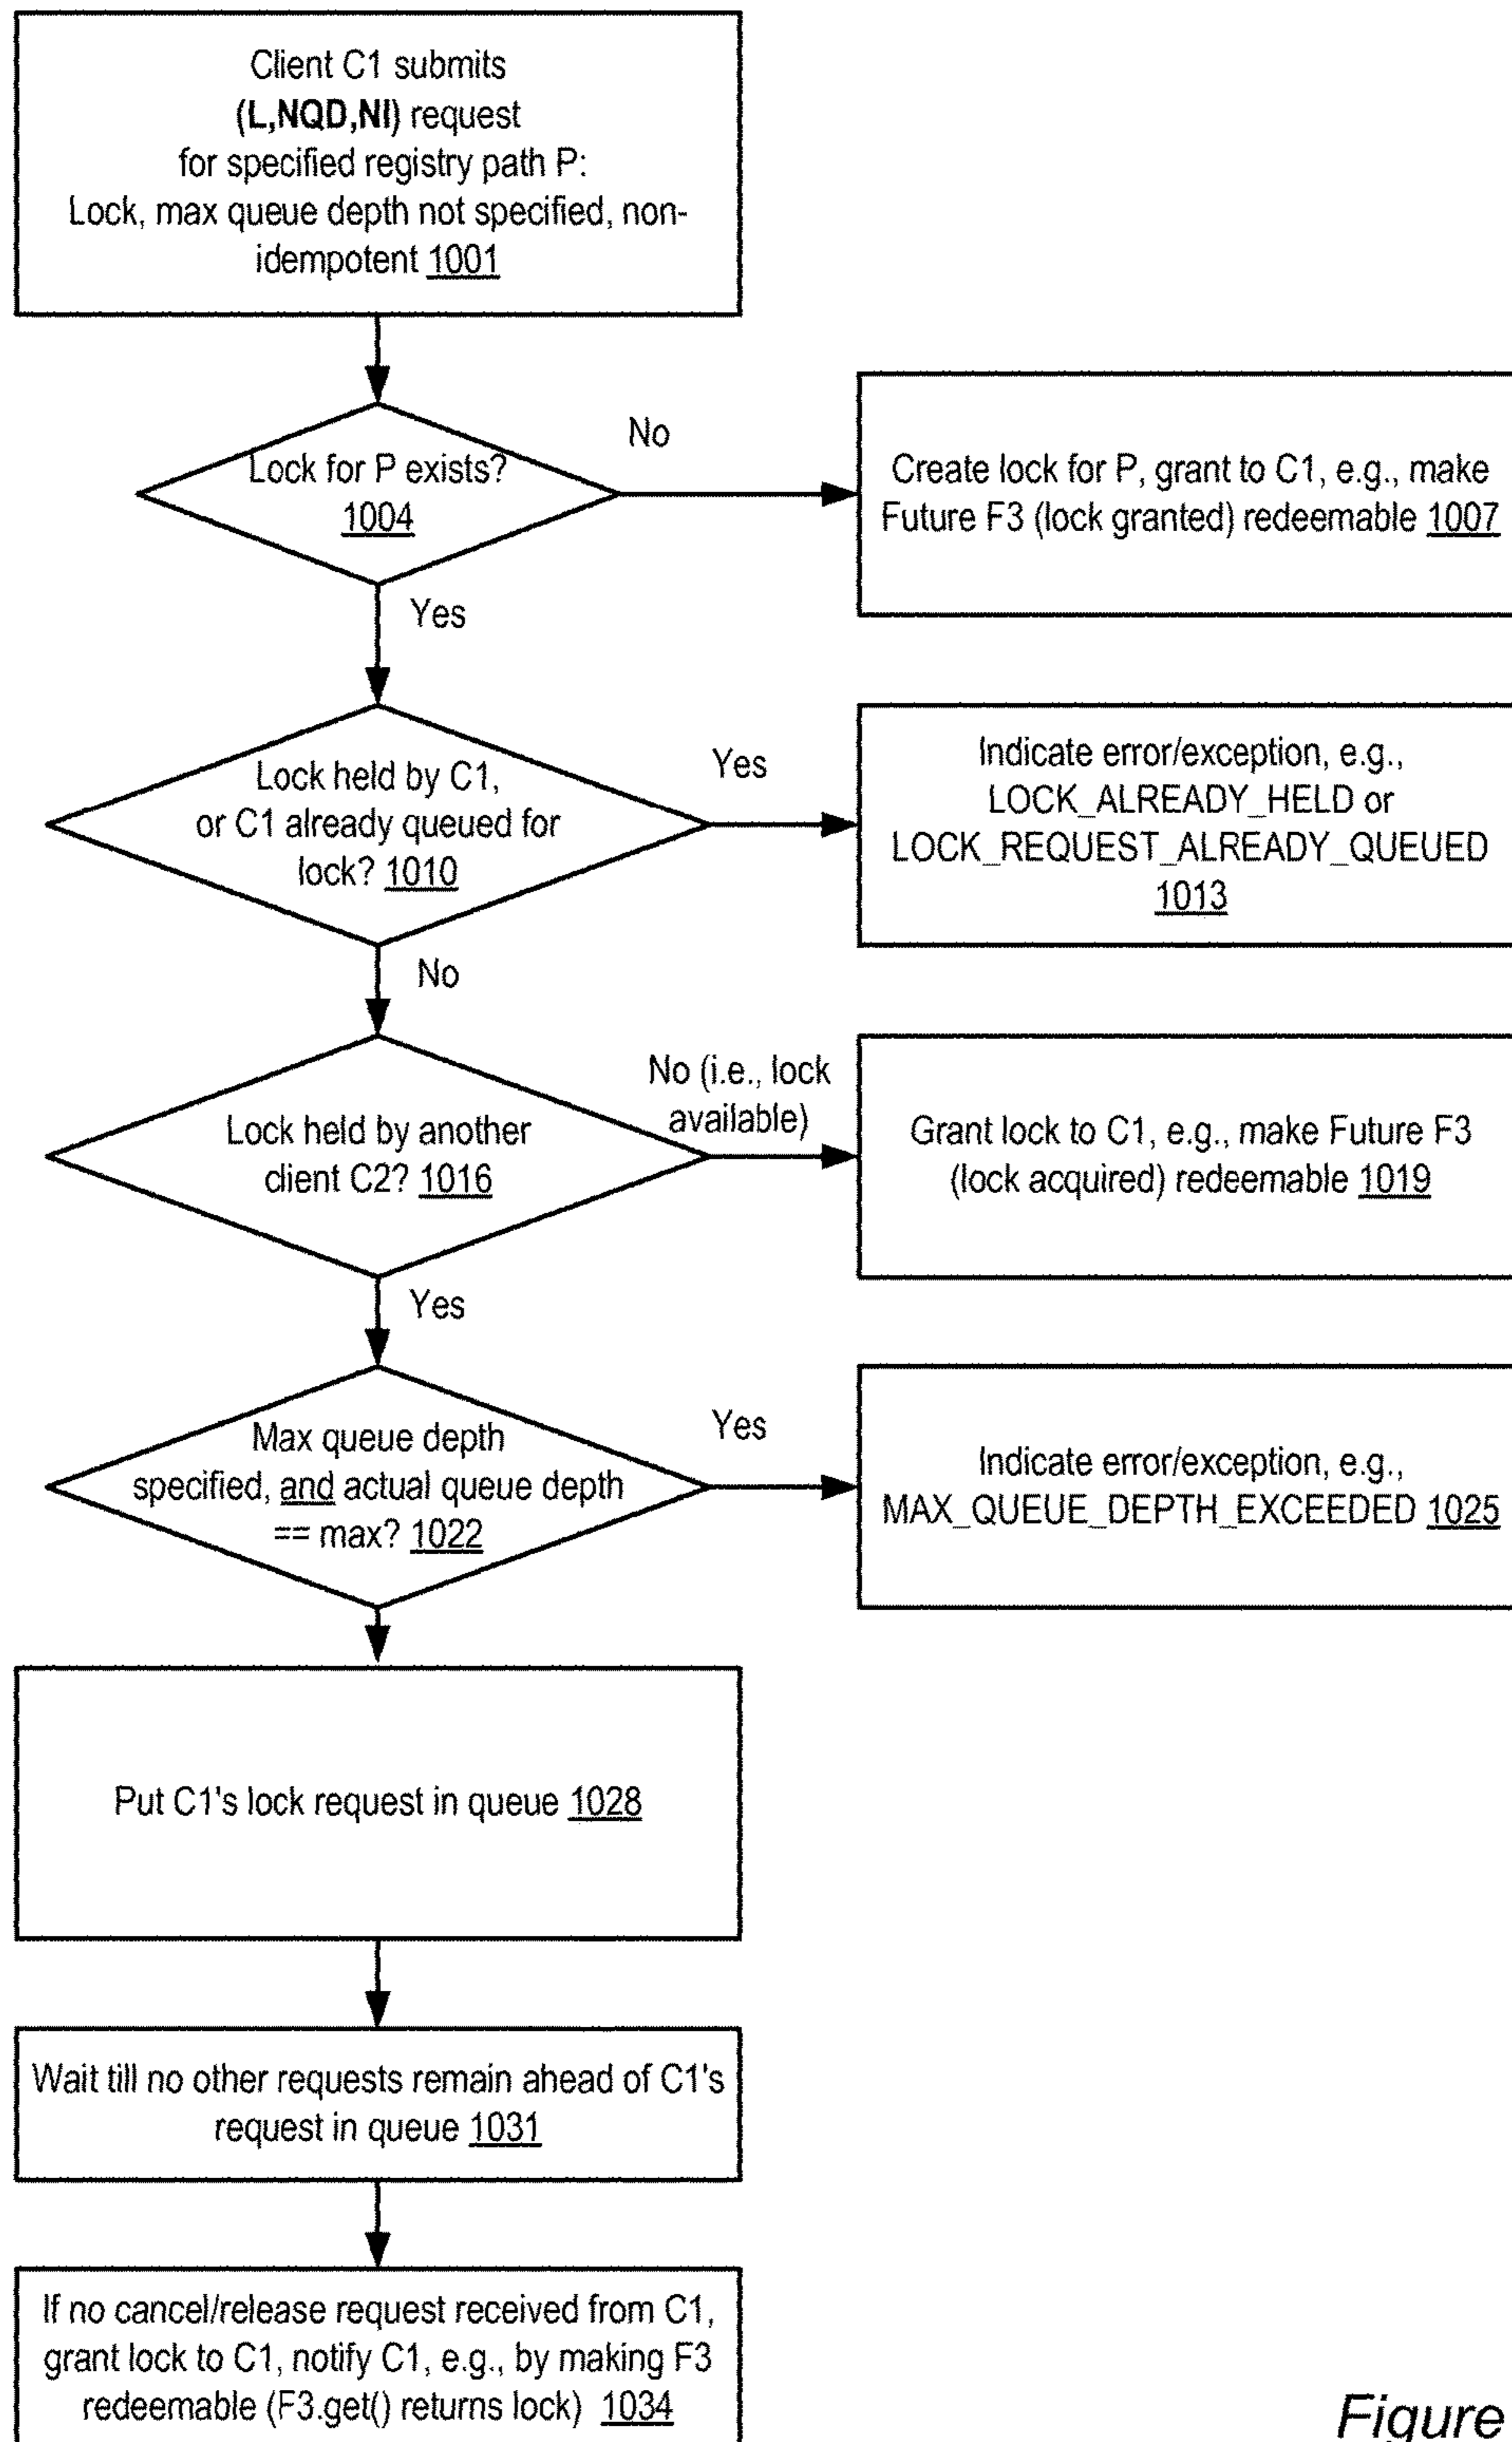 Client C1 submits
(L,NQD,NI) request
for specified registry path P:
Lock, max queue depth not specified, non-
idempotent 1001
Lock for P exists?
1004
No
Create lock for P, grant to C1, e.g., make
Future F3 (lock granted) redeemable 1007
Yes
Lock held by C1,
or C1 already queued for
lock? 1010
Yes
Indicate error/exception, e.g.,
LOCK_ALREADY_HELD or
LOCK_REQUEST_ALREADY_QUEUED
1013
No
Lock held by another
client C2? 1016
No (i.e., lock
available)
Grant lock to C1, e.g., make Future F3
(lock acquired) redeemable 1019
Yes
Max queue depth
specified, and actual queue depth
== max? 1022
Yes
Indicate error/exception, e.g.,
MAX_QUEUE_DEPTH_EXCEEDED 1025
Put C1's lock request in queue 1028
Wait till no other requests remain ahead of C1's
request in queue 1031
If no cancel/release request received from C1,
grant lock to C1, notify C1, e.g., by making F3
redeemable (F3.get() returns lock) 1034
Figure